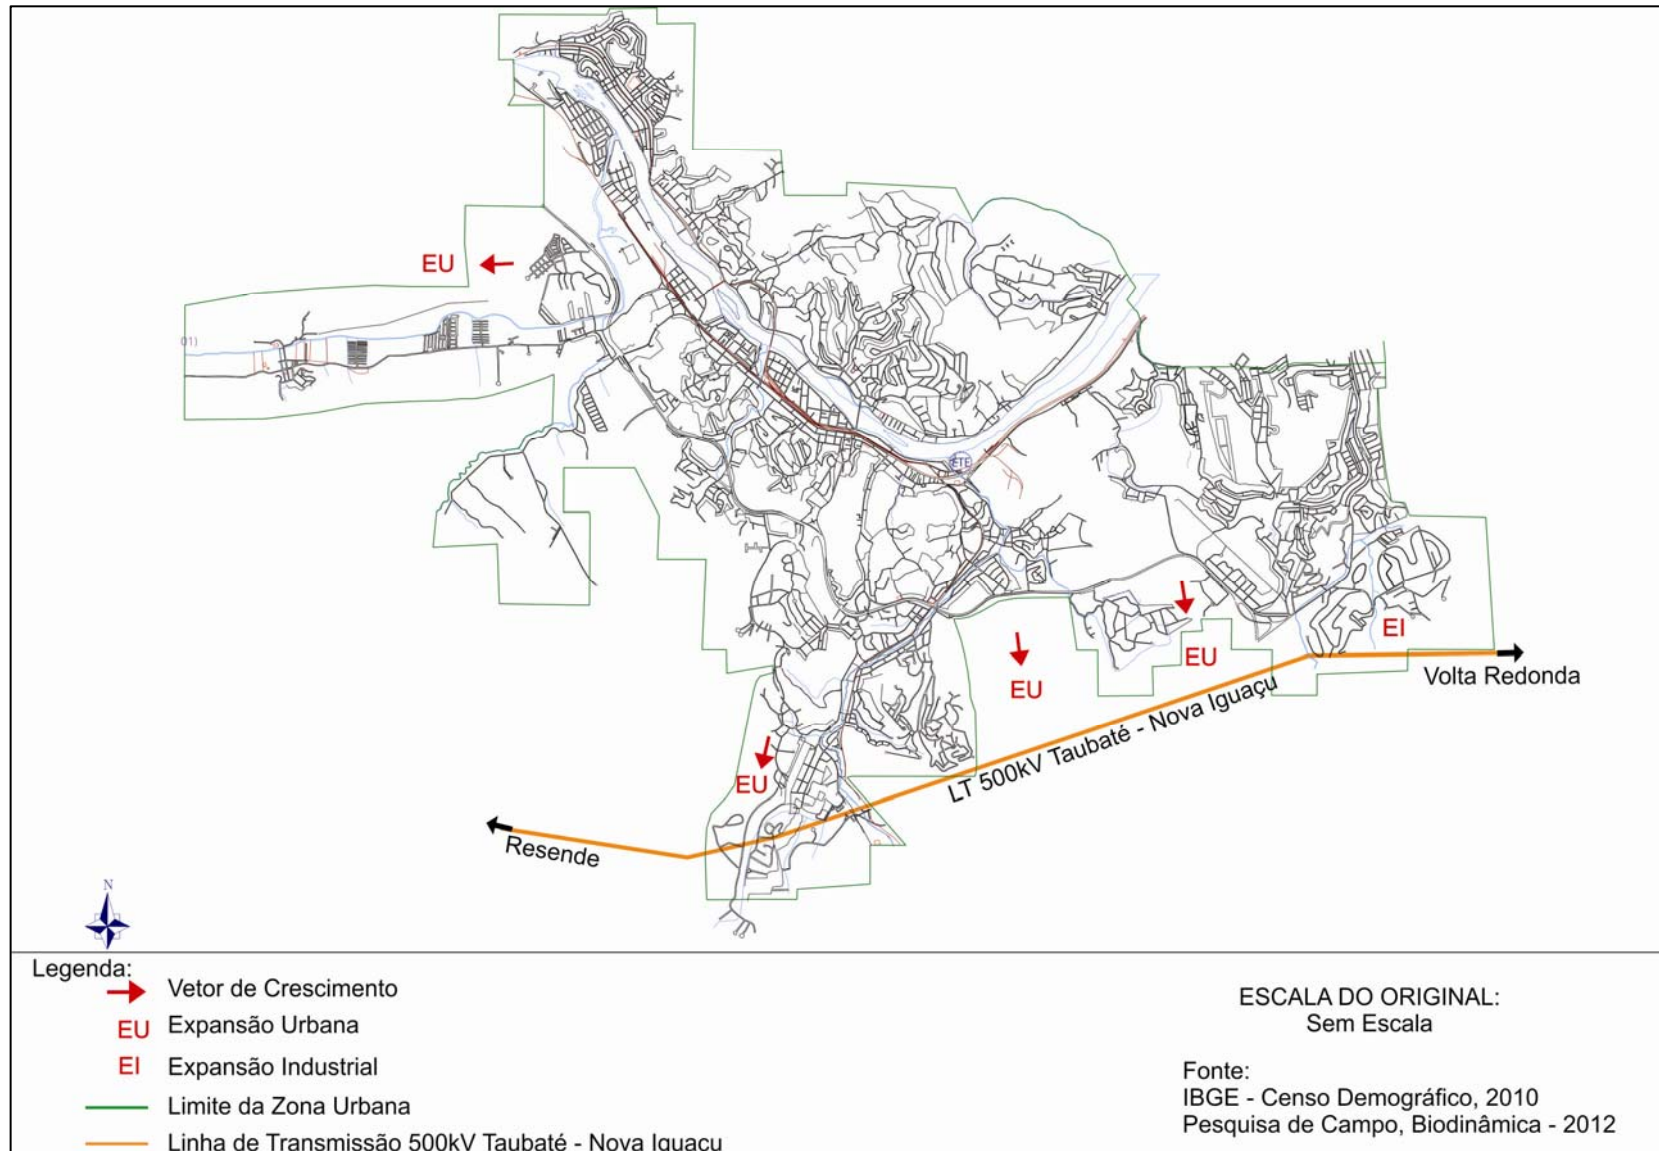 EU
01)
ETE
EI
EU
EU
Volta Redonda
LT 500kV Taubaté - Nova Iguaçu
EU
Resende
N
Legenda:
Vetor de Crescimento
EU Expansão Urbana
EI Expansão Industrial
Limite da Zona Urbana
Linha de Transmissão 500kV Taubaté - Nova Iguaçu
ESCALA DO ORIGINAL:
Sem Escala
Fonte:
IBGE - Censo Demográfico, 2010
Pesquisa de Campo, Biodinâmica - 2012